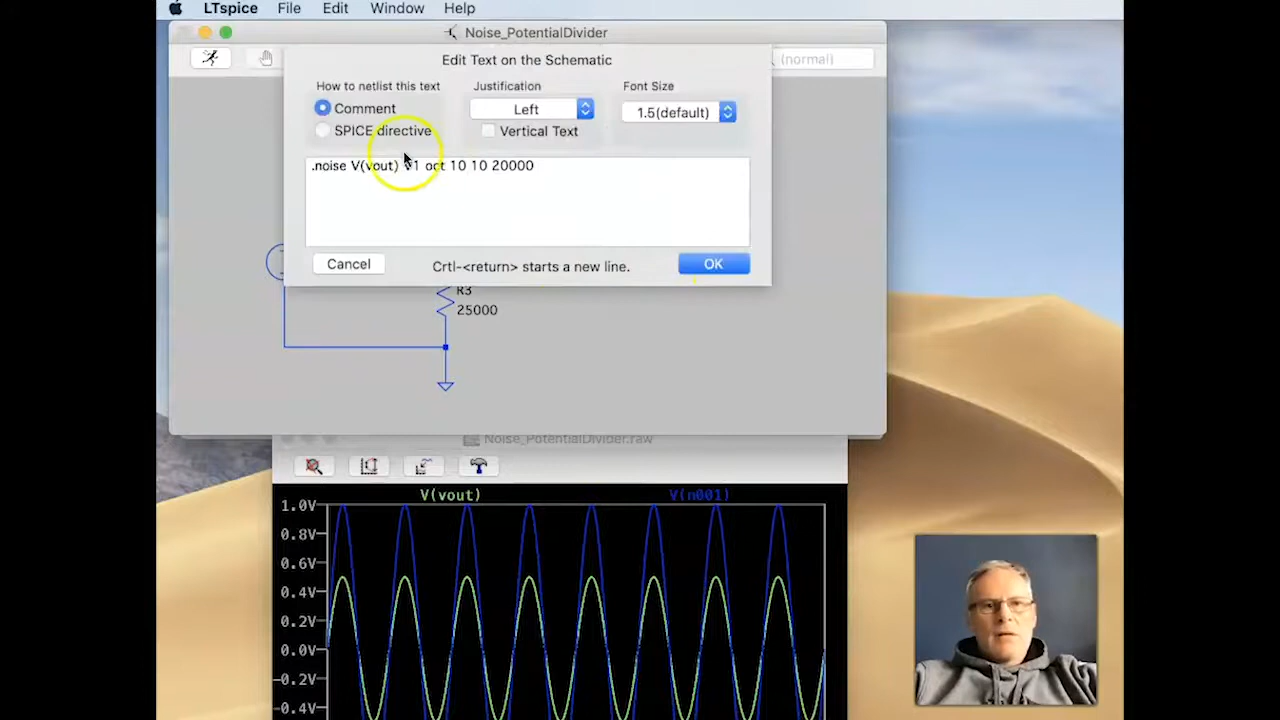 LTspice File Edit Window Help
Noise_PotentialDivider
(normal)
Edit Text on the Schematic
How to netlist this text
Justification
Font Size
Comment
Left
1.5(default)
SPICE directive
Vertical Text
.noise V(vout) V1 oct 10 10 20000
Cancel
Crtl-<return> starts a new line.
OK
R3
25000
Noise_PotentialDivider.raw
V(vout)
V(n001)
1.0V
0.8V
0.6V
0.4V
0.2V
0.0V
-0.2V
-0.4V